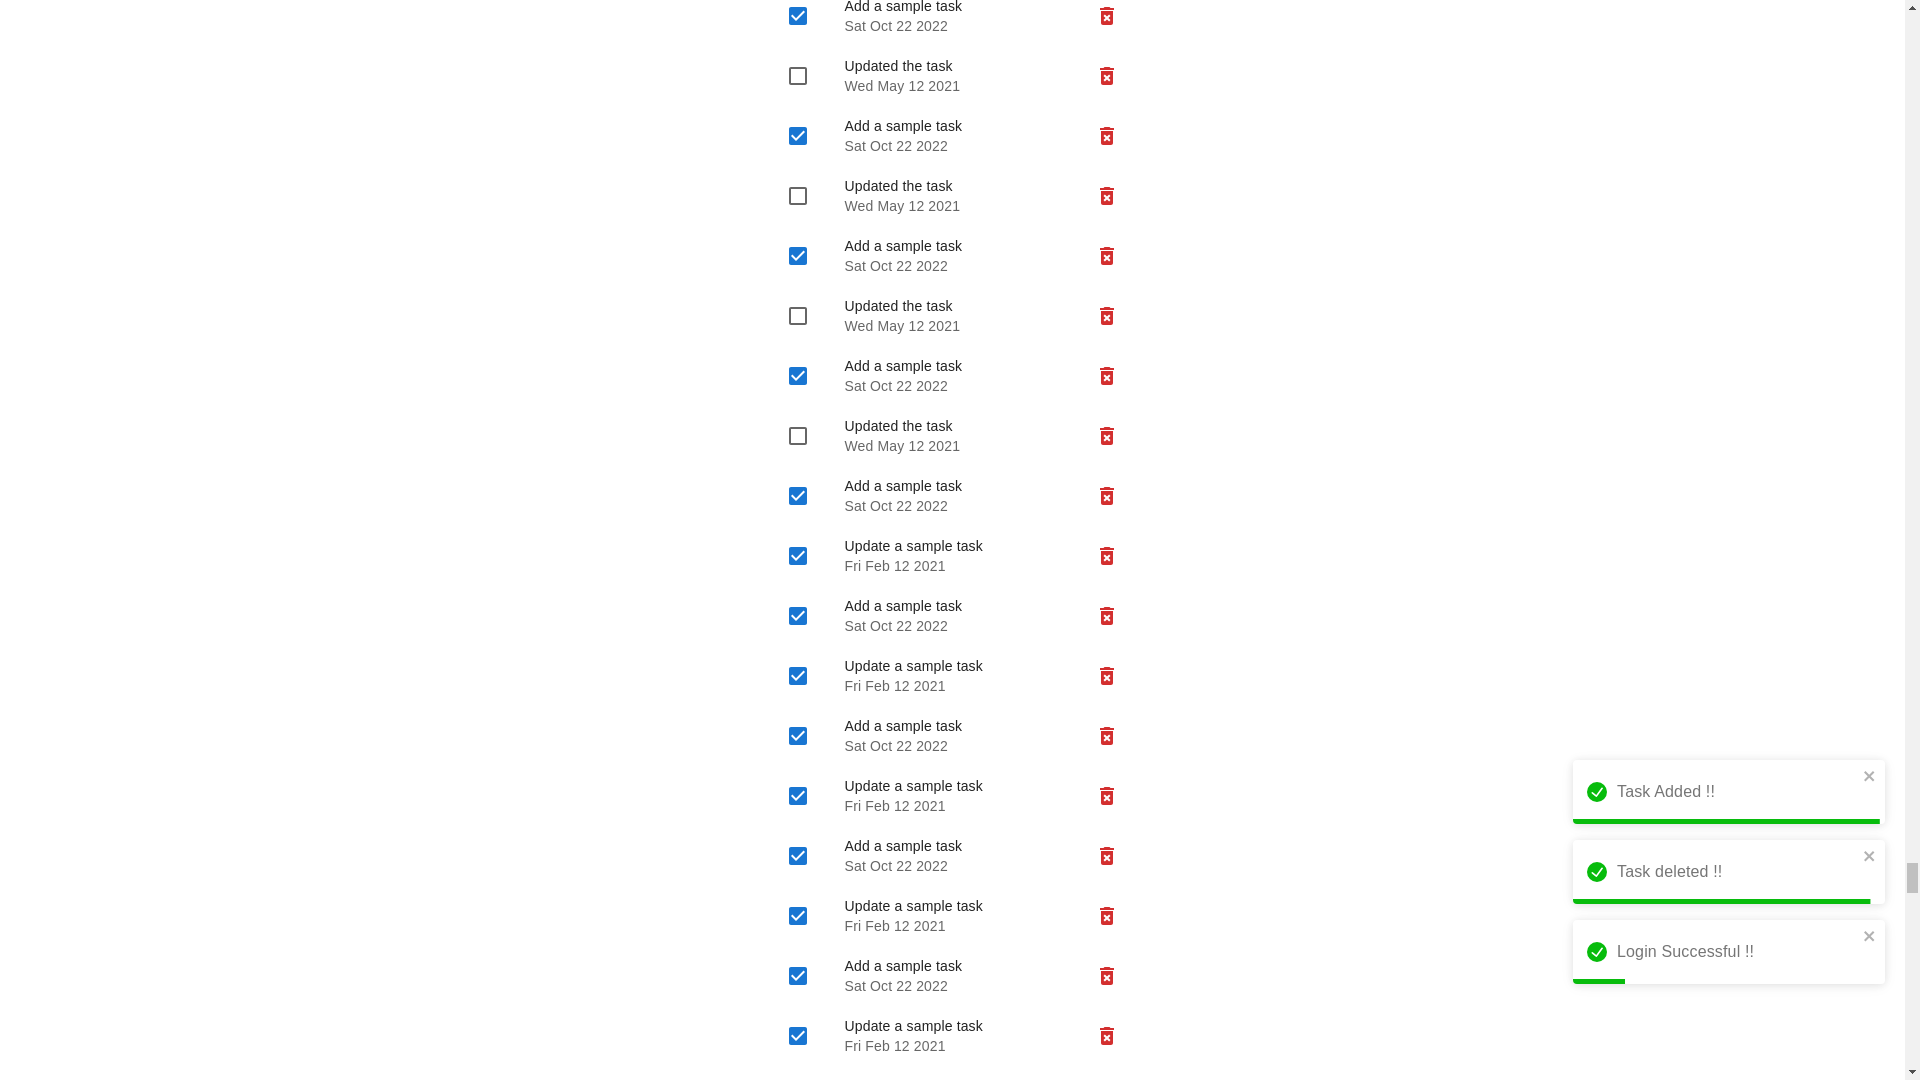 Add a sample task
Sat Oct 22 2022
Updated the task
Wed May 12 2021
Add a sample task
Sat Oct 22 2022
Updated the task
Wed May 12 2021
Add a sample task
Sat Oct 22 2022
Updated the task
Wed May 12 2021
Add a sample task
Sat Oct 22 2022
Updated the task
Wed May 12 2021
Add a sample task
Sat Oct 22 2022
Update a sample task
Fri Feb 12 2021
Add a sample task
Sat Oct 22 2022
Update a sample task
Fri Feb 12 2021
Add a sample task
Sat Oct 22 2022
Update a sample task
Fri Feb 12 2021
Add a sample task
Sat Oct 22 2022
Update a sample task
Fri Feb 12 2021
Add a sample task
Sat Oct 22 2022
Update a sample task
Fri Feb 12 2021
Task Added !!
Task deleted !!
Login Successful !!